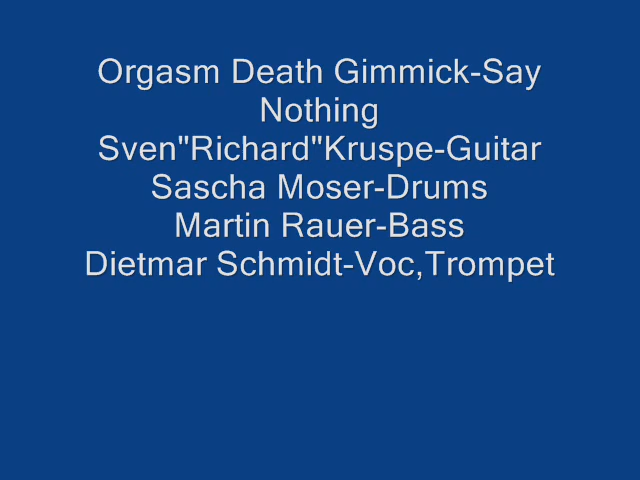 Orgasm Death Gimmick-Say
Nothing
Sven"Richard"Kruspe-Guitar
Sascha Moser-Drums
Martin Rauer-Bass
Dietmar Schmidt-Voc,Trompet